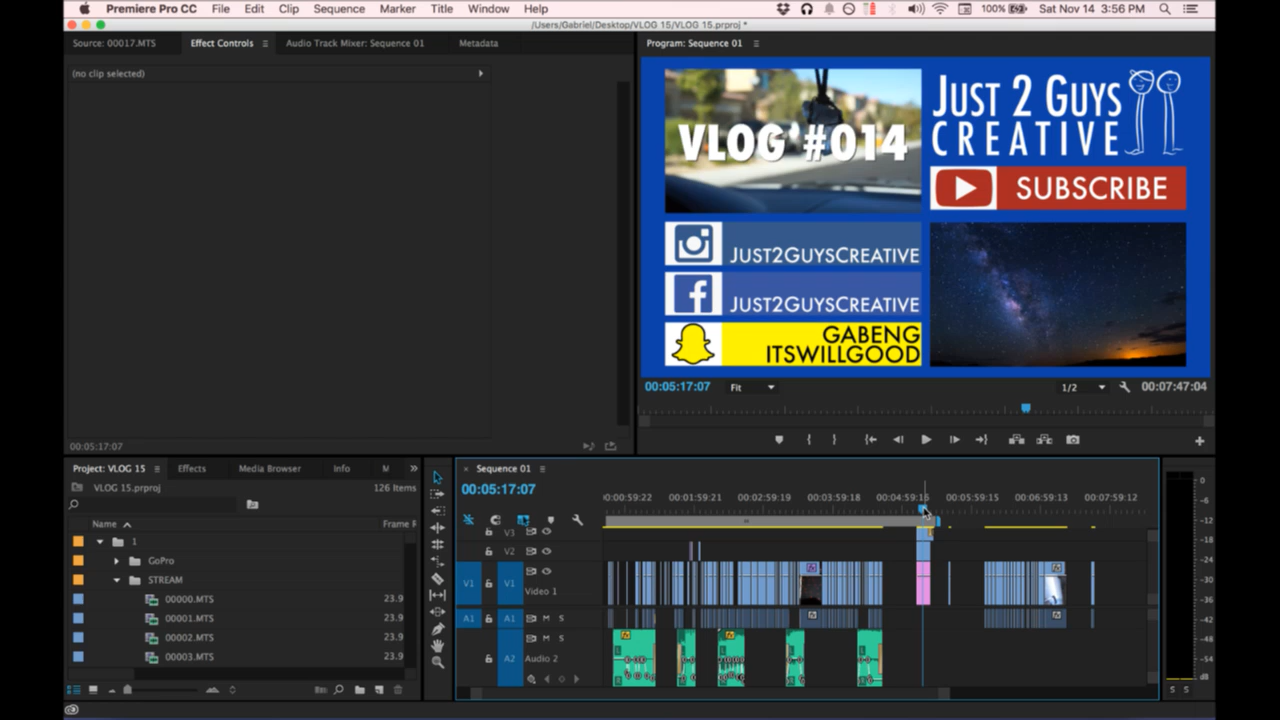 Premiere Pro CC File Edit Clip Sequence Marker Title Window Help 100% Sat Nov 14 3:56 PM
/Users/Gabriel/Desktop/VLOG 15/VLOG 15.prproj *
Source: 00017.MTS Effect Controls Audio Track Mixer: Sequence 01 Metadata
(no clip selected)
00:05:17:07
Program: Sequence 01
VLOG #014
JUST 2 GUYS
CREATIVE
SUBSCRIBE
JUST2GUYSCREATIVE
JUST2GUYSCREATIVE
GABENG
ITSWILLGOOD
00:05:17:07 Fit 1/2 00:07:47:04
Project: VLOG 15 Effects Media Browser Info M
VLOG 15.prproj 126 Items
Name Frame R
1
GoPro
STREAM
00000.MTS 23.9
00001.MTS 23.9
00002.MTS 23.9
00003.MTS 23.9
Sequence 01
00:05:17:07
:00:59:22 00:01:59:21 00:02:59:19 00:03:59:18 00:04:59:16 00:05:59:15 00:06:59:13 00:07:59:12
V3
V2
V1 V1
Video 1
A1 A1 M S
M S
A2 Audio 2
0
-6
-12
-18
-24
-30
-36
-42
-48
-54
dB
S S